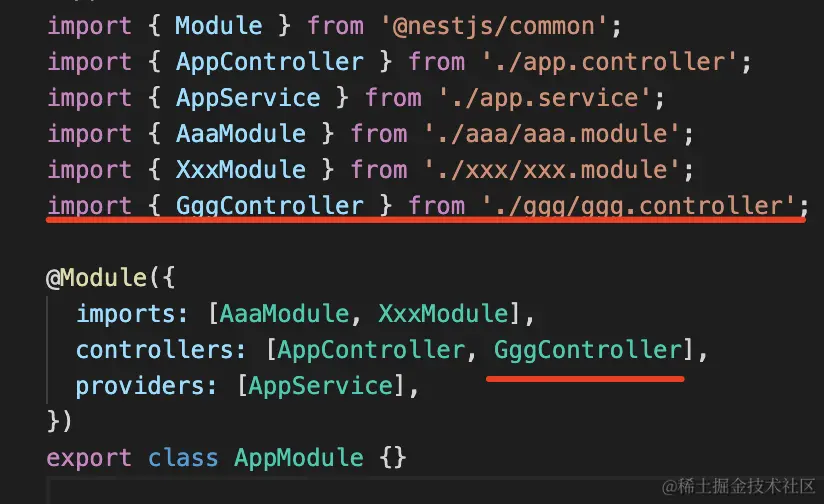 import { Module } from '@nestjs/common';
import { AppController } from './app.controller';
import { AppService } from './app.service';
import { AaaModule } from './aaa/aaa.module';
import { XxxModule } from './xxx/xxx.module';
import { GggController } from './ggg/ggg.controller';
@Module({
  imports: [AaaModule, XxxModule],
  controllers: [AppController, GggController],
  providers: [AppService],
})
export class AppModule {}
@稀土掘金技术社区